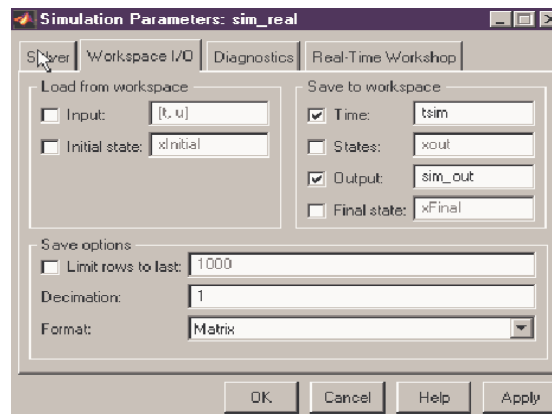 Simulation Parameters: sim_real
Solver Workspace I/O Diagnostics Real-Time Workshop
Load from workspace
Input: [t, u]
Initial state: xInitial
Save to workspace
Time: tsim
States: xout
Output: sim_out
Final state: xFinal
Save options
Limit rows to last: 1000
Decimation: 1
Format: Matrix
OK Cancel Help Apply